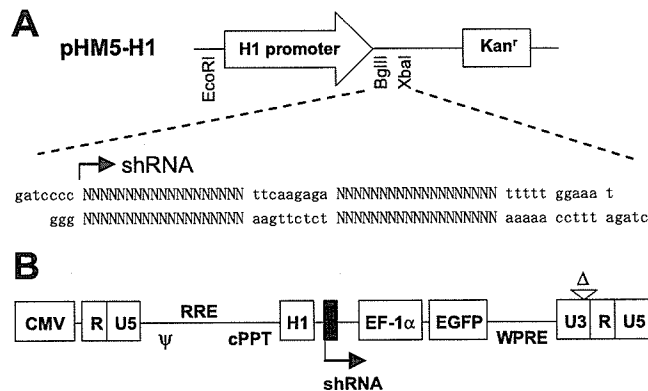 A
pHM5-H1
H1 promoter
Kanʳ
EcoRI
BglII
XbaI
shRNA
gatcccc NNNNNNNNNNNNNNNNNNN ttcaagaga NNNNNNNNNNNNNNNNNNN ttttt ggaaa t
ggg NNNNNNNNNNNNNNNNNNN aagttctct NNNNNNNNNNNNNNNNNNN aaaaa ccttt agatc
B
Δ
CMV R U5 RRE H1 EF-1α EGFP U3 R U5
ψ cPPT WPRE
shRNA